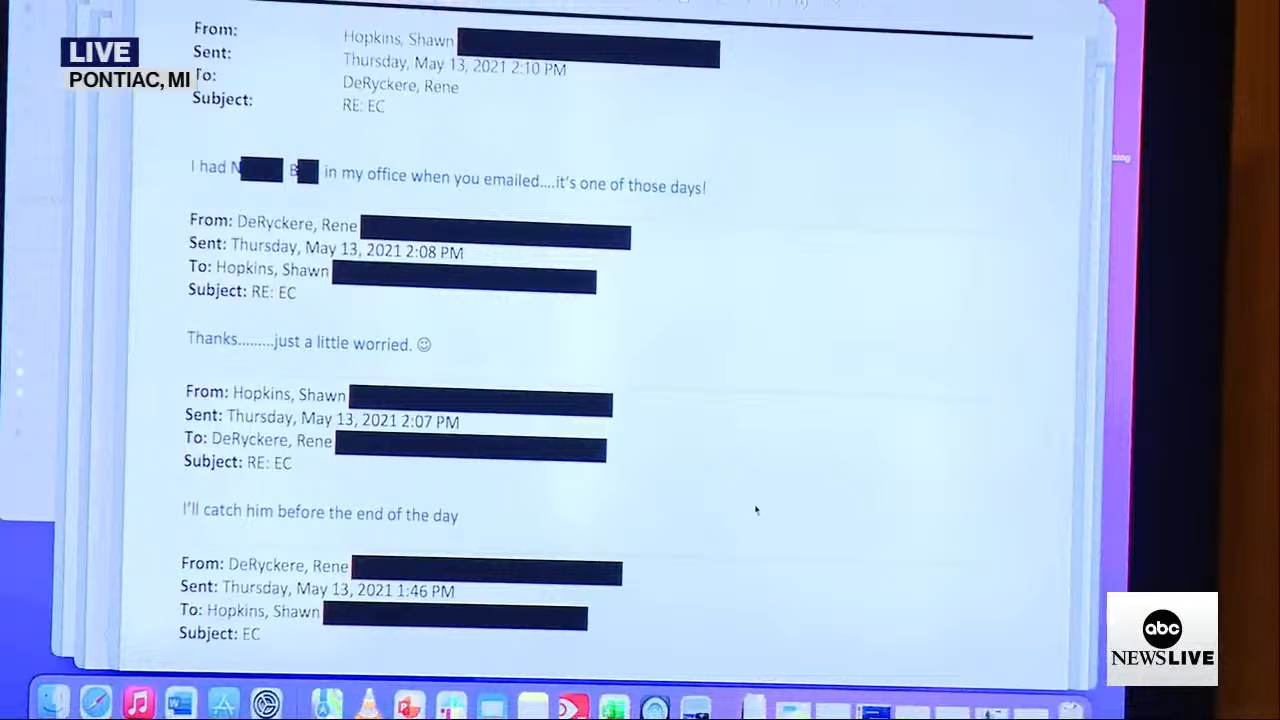 LIVE
PONTIAC, MI
From: Hopkins, Shawn
Sent: Thursday, May 13, 2021 2:10 PM
To: DeRyckere, Rene
Subject: RE: EC
I had N B in my office when you emailed....it's one of those days!
From: DeRyckere, Rene
Sent: Thursday, May 13, 2021 2:08 PM
To: Hopkins, Shawn
Subject: RE: EC
Thanks.........just a little worried. ☺
From: Hopkins, Shawn
Sent: Thursday, May 13, 2021 2:07 PM
To: DeRyckere, Rene
Subject: RE: EC
I'll catch him before the end of the day
From: DeRyckere, Rene
Sent: Thursday, May 13, 2021 1:46 PM
To: Hopkins, Shawn
Subject: EC
abc
NEWS LIVE